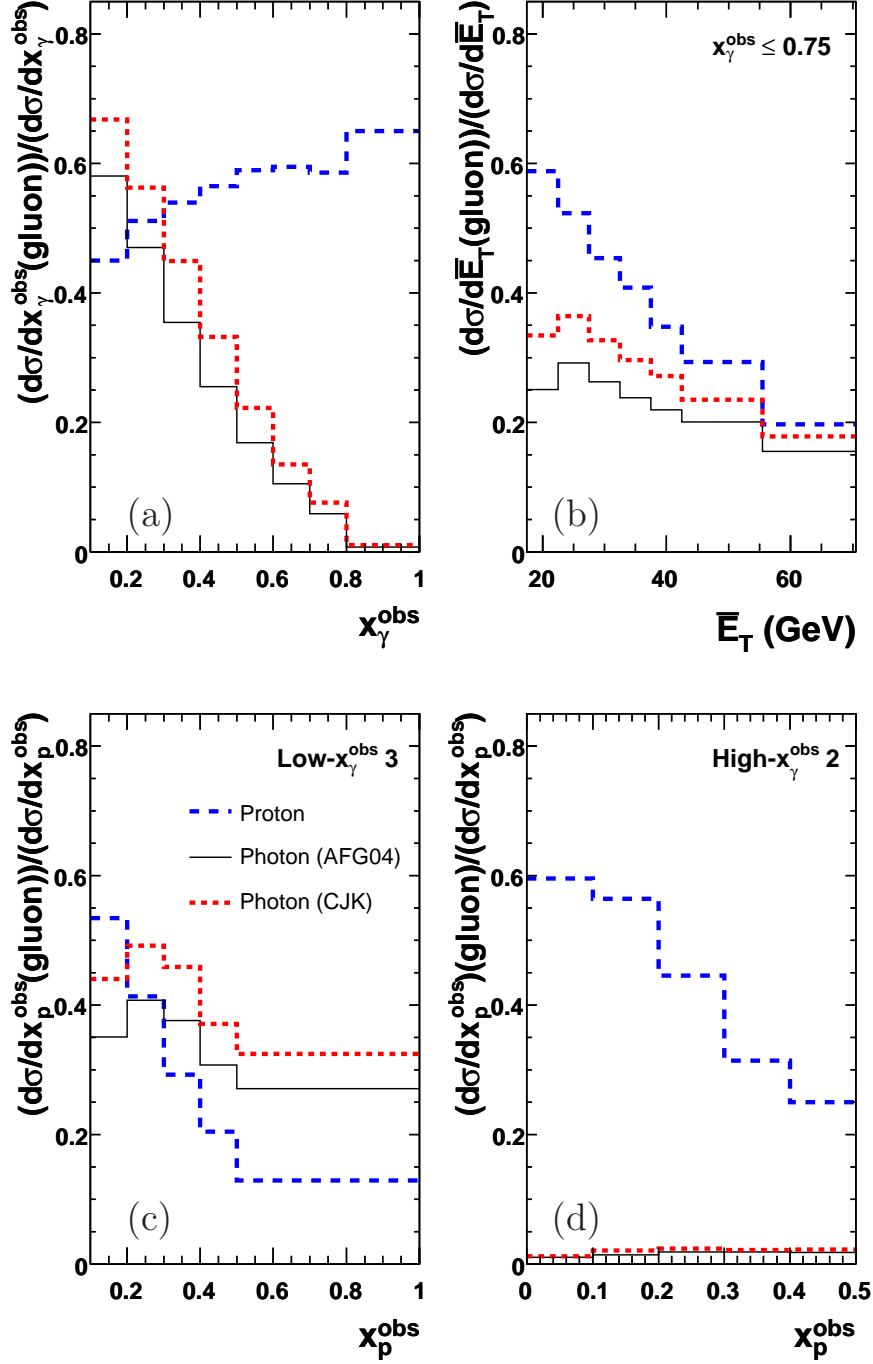 (dσ/dx_γ^obs(gluon))/(dσ/dx_γ^obs)
0.8
0.6
0.4
0.2
0
(a)
0.2 0.4 0.6 0.8 1
x_γ^obs
(dσ/dE̅_T(gluon))/(dσ/dE̅_T)
0.8
0.6
0.4
0.2
0
x_γ^obs ≤ 0.75
(b)
20 40 60
E̅_T (GeV)
(dσ/dx_p^obs(gluon))/(dσ/dx_p^obs)
0.8
0.6
0.4
0.2
0
Low-x_γ^obs 3
Proton
Photon (AFG04)
Photon (CJK)
(c)
0.2 0.4 0.6 0.8 1
x_p^obs
(dσ/dx_p^obs)(gluon)/(dσ/dx_p^obs)
0.8
0.6
0.4
0.2
0
High-x_γ^obs 2
(d)
0 0.1 0.2 0.3 0.4 0.5
x_p^obs